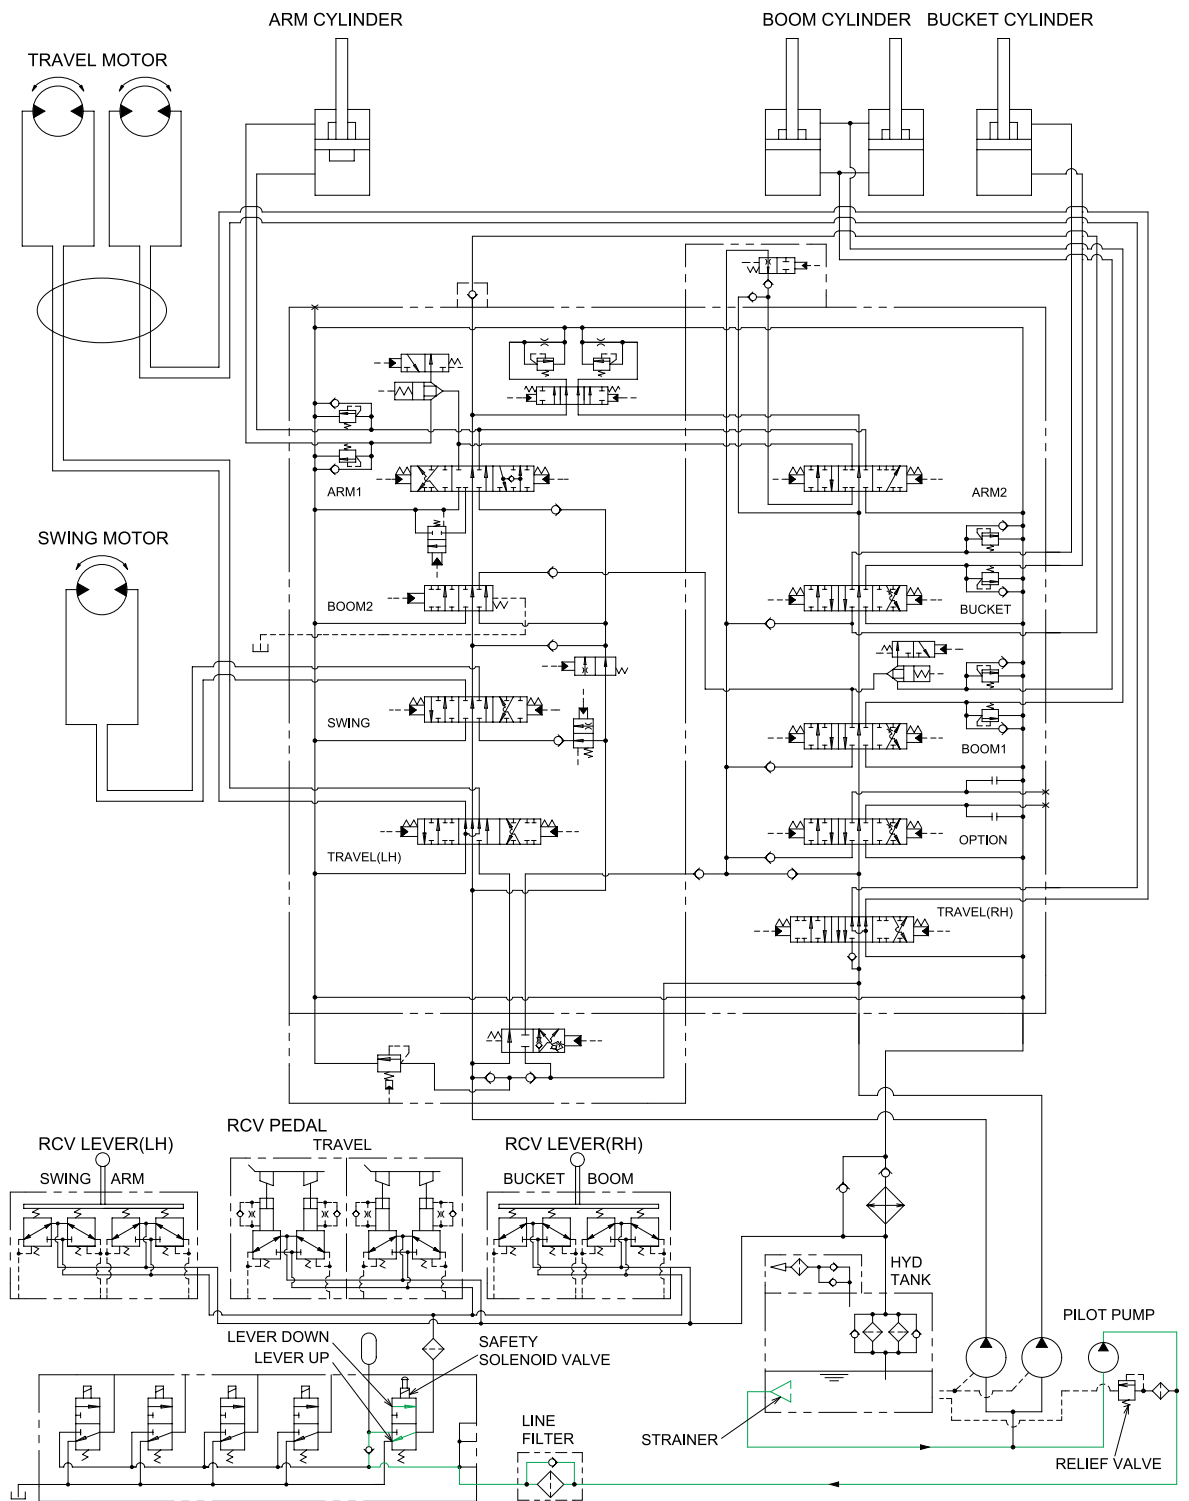 ARM CYLINDER
BOOM CYLINDER
BUCKET CYLINDER
TRAVEL MOTOR
ARM1
ARM2
SWING MOTOR
BOOM2
BUCKET
SWING
BOOM1
OPTION
TRAVEL(LH)
TRAVEL(RH)
RCV LEVER(LH)
SWING
ARM
RCV PEDAL
TRAVEL
RCV LEVER(RH)
BUCKET
BOOM
HYD
TANK
PILOT PUMP
LEVER DOWN
LEVER UP
SAFETY
SOLENOID VALVE
LINE
FILTER
STRAINER
RELIEF VALVE